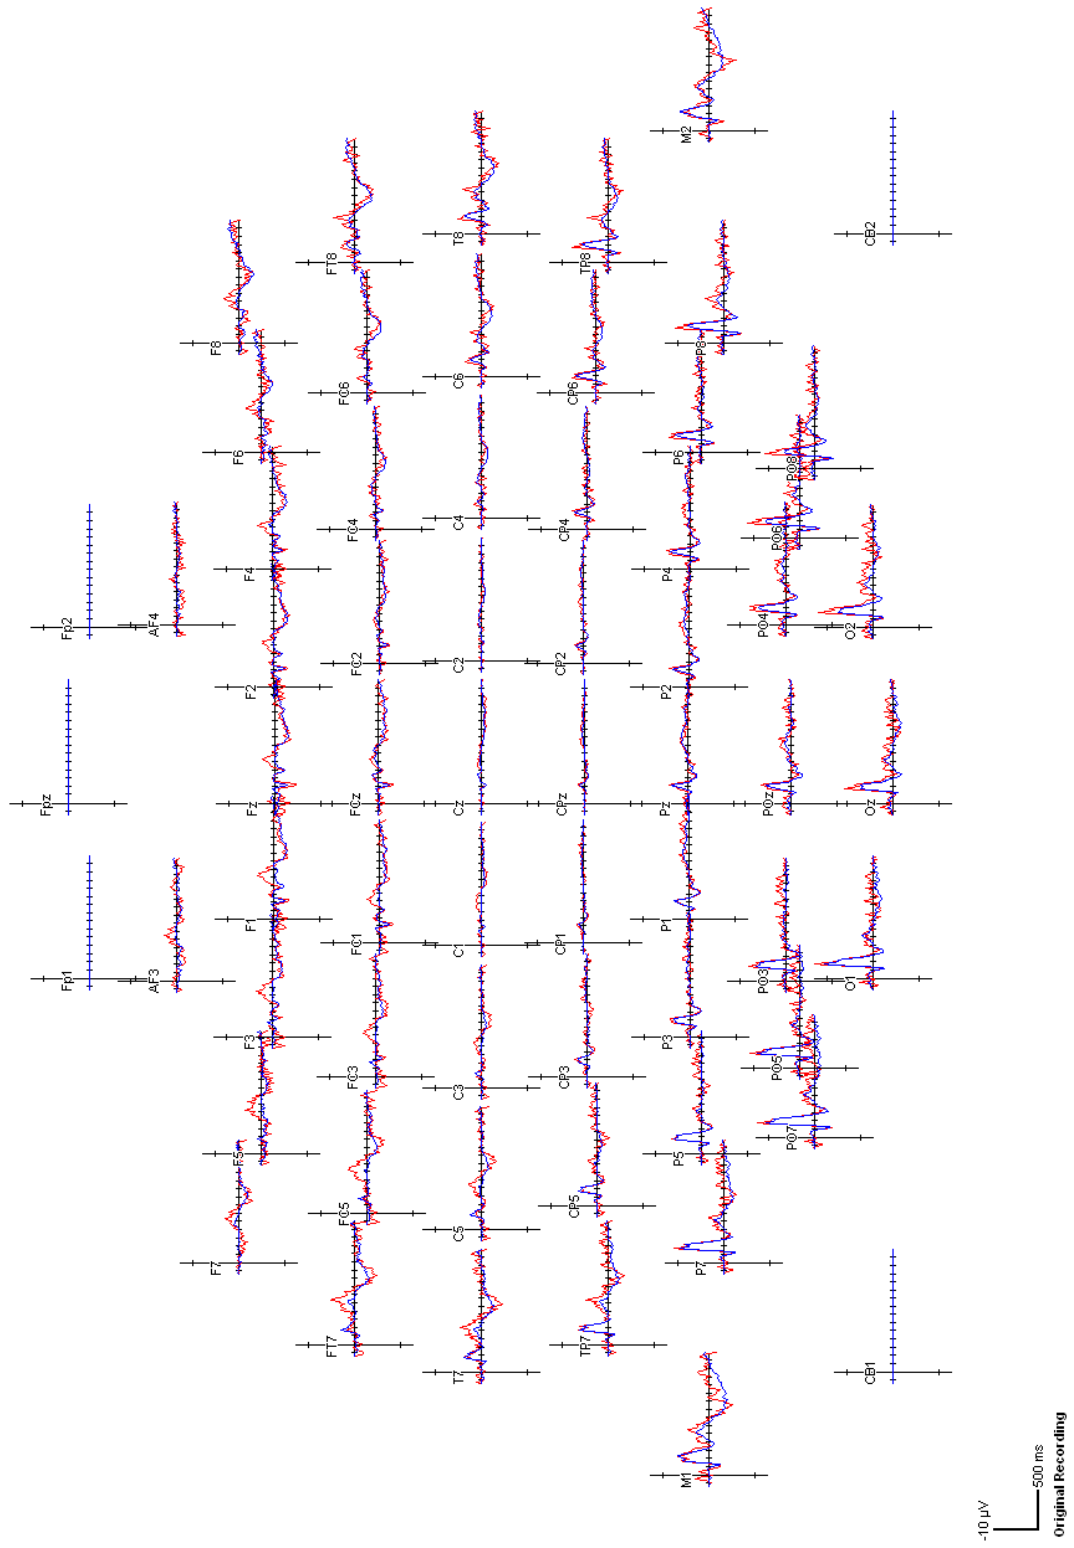 Fp1 Fpz Fp2
AF3 AF4
F7 F5 F3 F1 Fz F2 F4 F6 F8
FT7 FC5 FC3 FC1 FCz FC2 FC4 FC6 FT8
T7 C5 C3 C1 Cz C2 C4 C6 T8
TP7 CP5 CP3 CP1 CPz CP2 CP4 CP6 TP8
M1 P7 P5 P3 P1 Pz P2 P4 P6 P8 M2
PO7 PO5 PO3 POz PO4 PO6 PO8
CB1 O1 Oz O2 CB2
-10 µV
500 ms
Original Recording